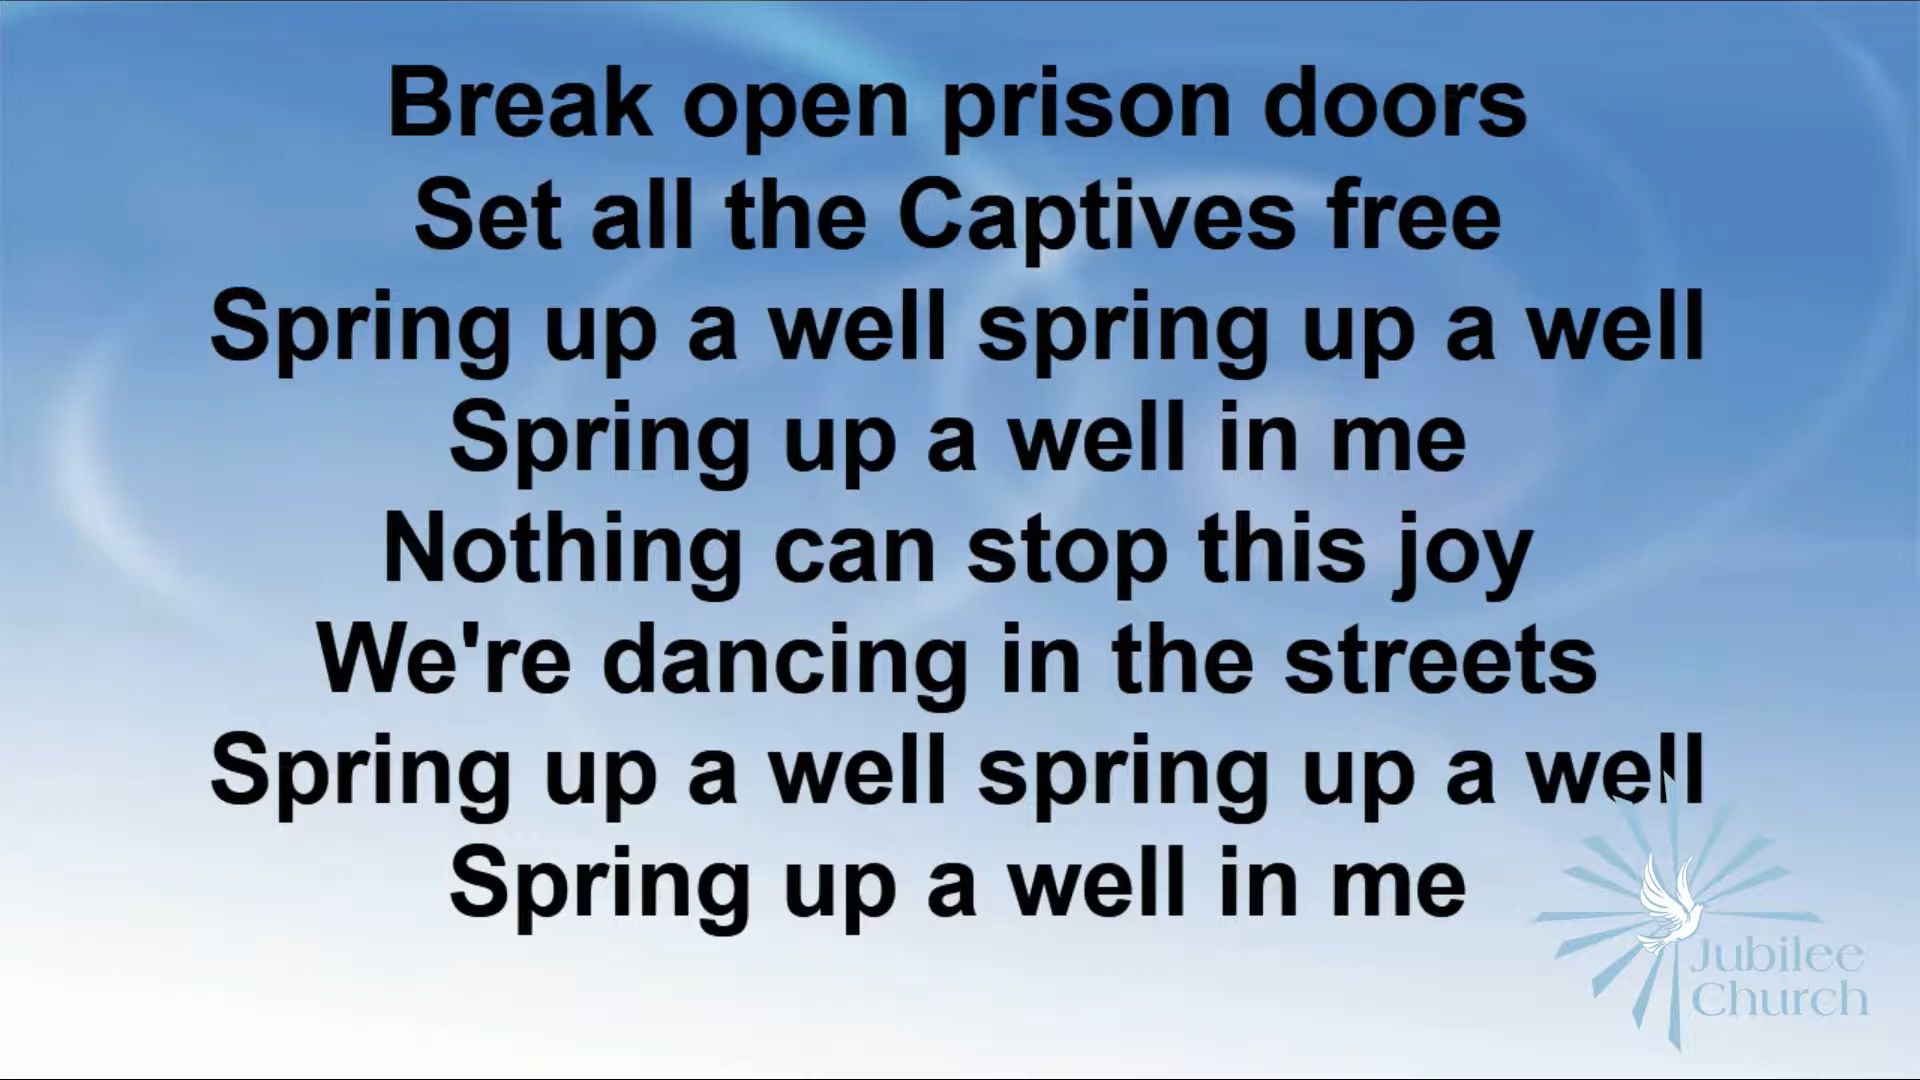 Break open prison doors
Set all the Captives free
Spring up a well spring up a well
Spring up a well in me
Nothing can stop this joy
We're dancing in the streets
Spring up a well spring up a well
Spring up a well in me
Jubilee
Church